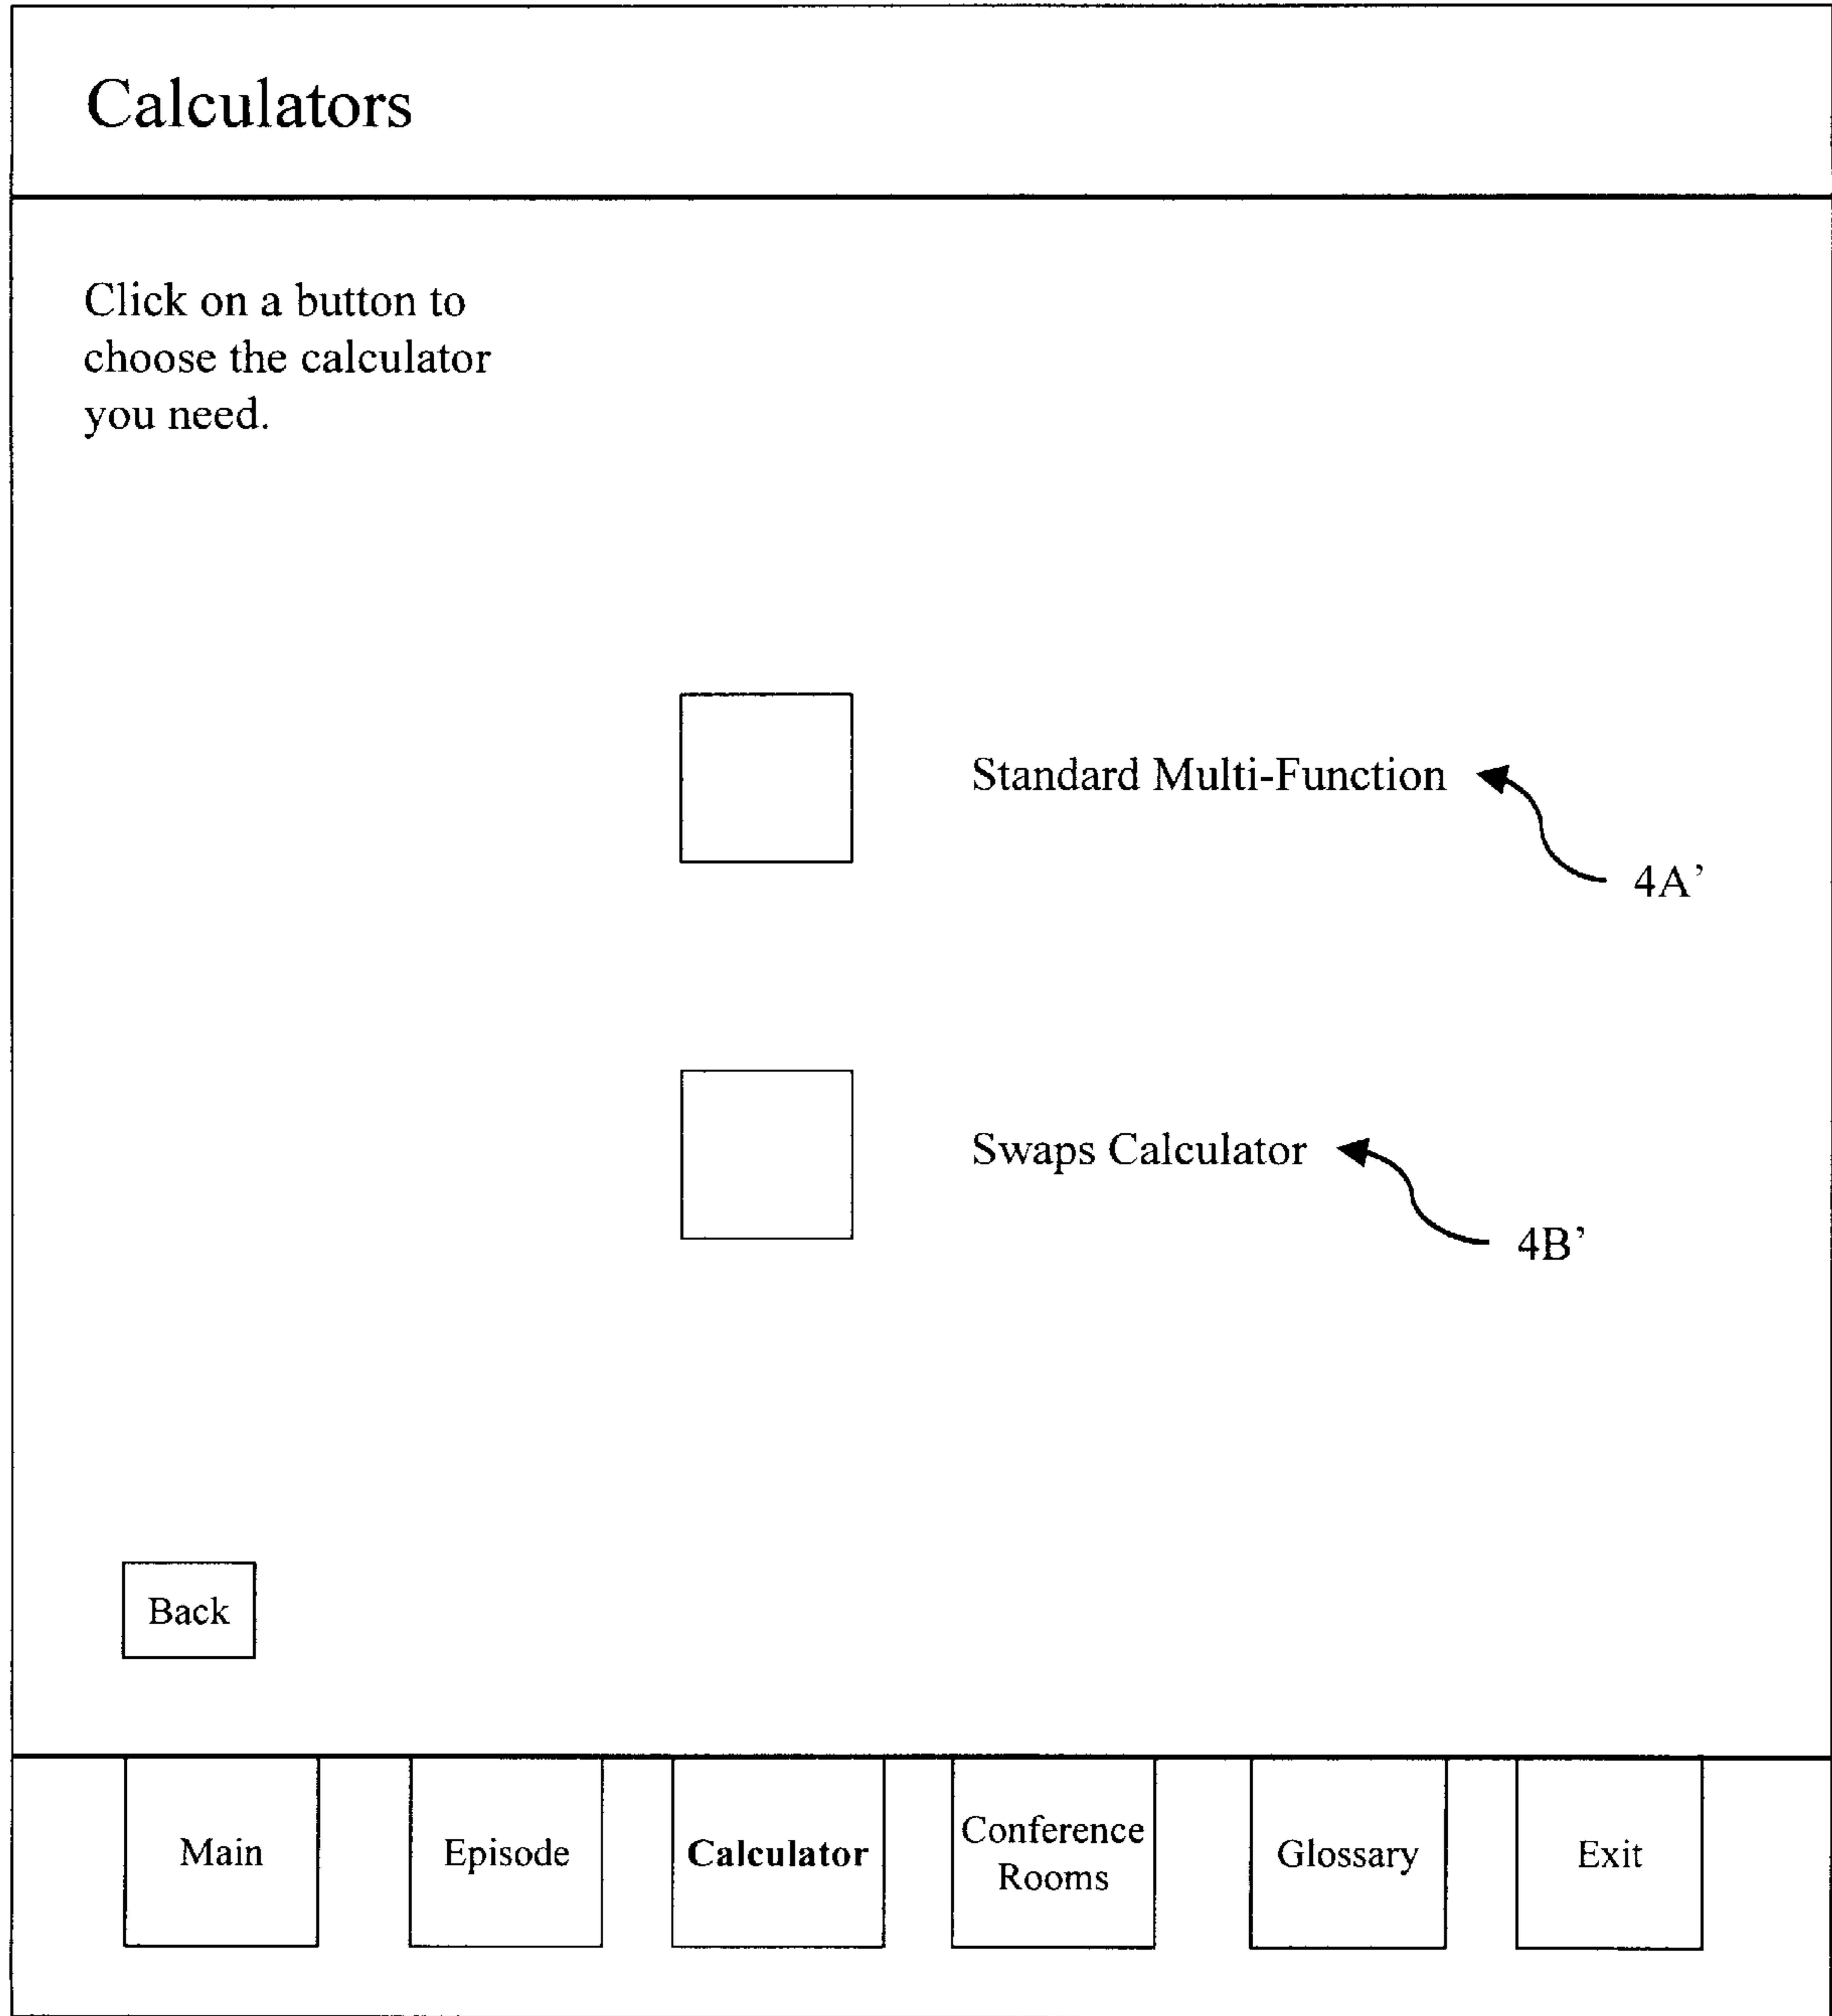 Calculators
Click on a button to
choose the calculator
you need.
Standard Multi-Function
4A’
Swaps Calculator
4B’
Back
Main
Episode
Calculator
Conference
Rooms
Glossary
Exit